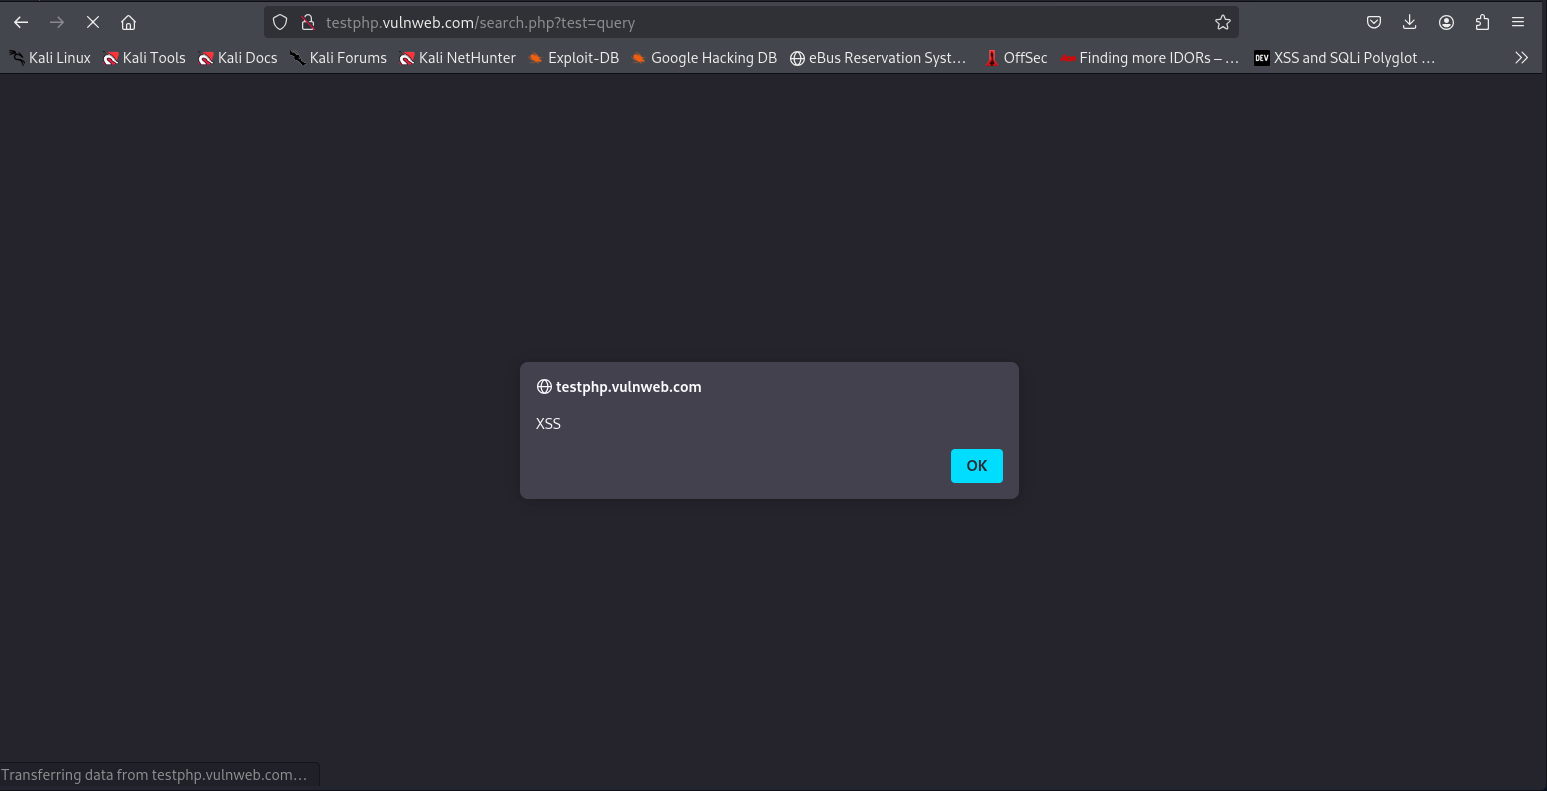 testphp.vulnweb.com/search.php?test=query
Kali Linux Kali Tools Kali Docs Kali Forums Kali NetHunter Exploit-DB Google Hacking DB eBus Reservation Syst… OffSec Finding more IDORs – … DEV XSS and SQLi Polyglot …
testphp.vulnweb.com
XSS
OK
Transferring data from testphp.vulnweb.com…